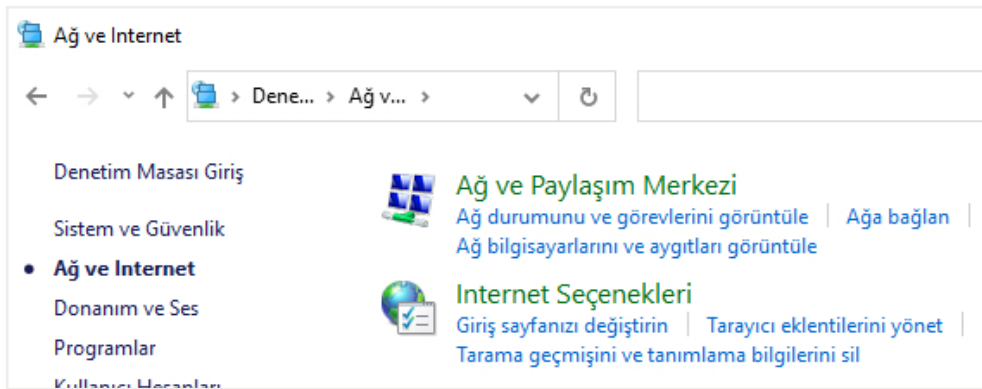 Ağ ve Internet
Dene... Ağ v...
Denetim Masası Giriş
Sistem ve Güvenlik
Ağ ve Internet
Donanım ve Ses
Programlar
Kullanıcı Hesapları
Ağ ve Paylaşım Merkezi
Ağ durumunu ve görevlerini görüntüle Ağa bağlan
Ağ bilgisayarlarını ve aygıtları görüntüle
Internet Seçenekleri
Giriş sayfanızı değiştirin Tarayıcı eklentilerini yönet
Tarama geçmişini ve tanımlama bilgilerini sil